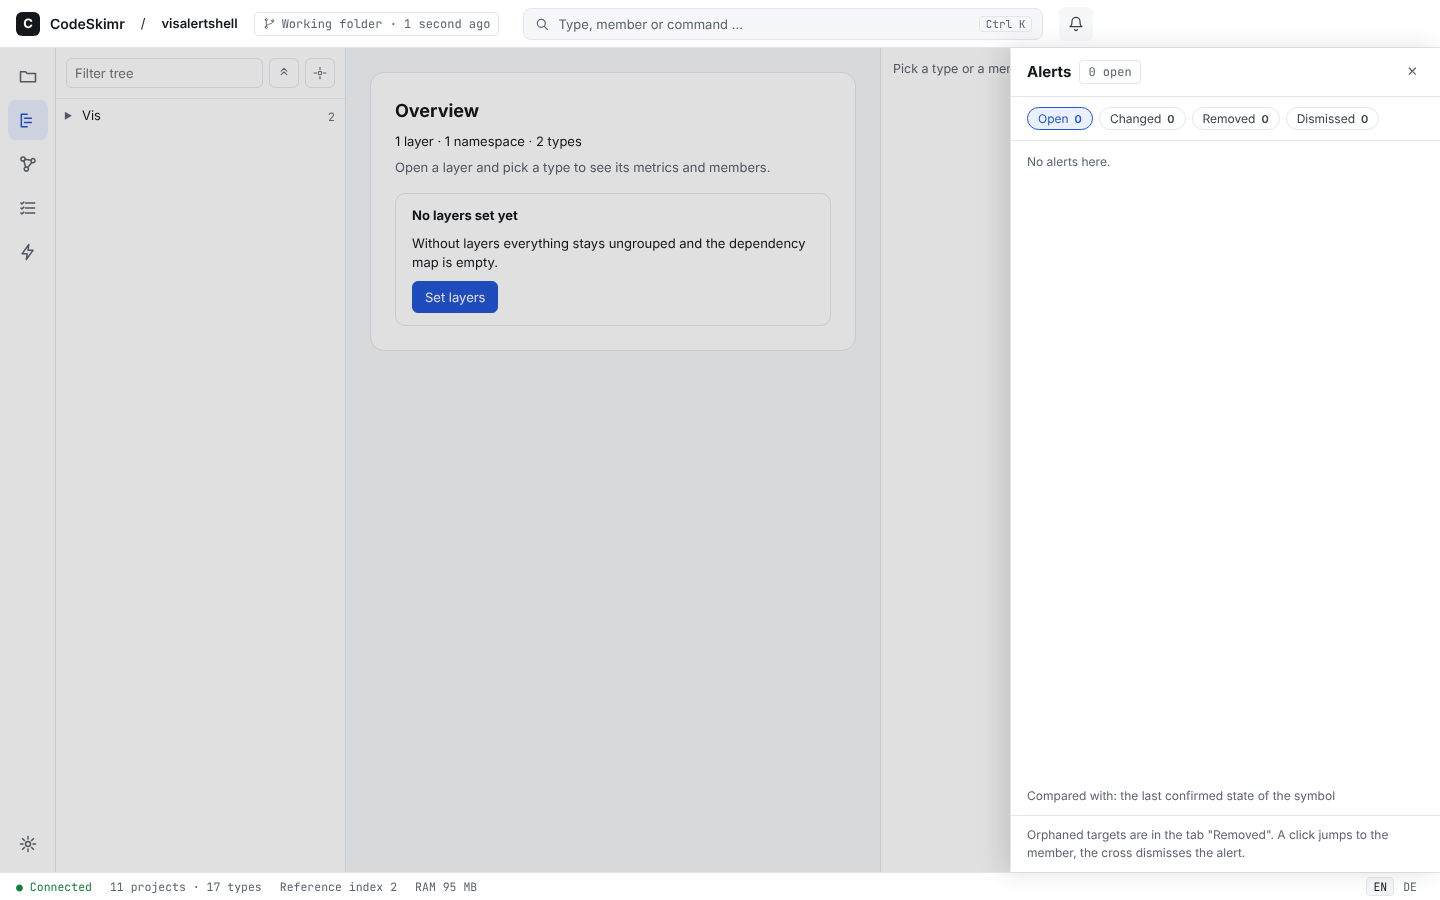 C CodeSkimr / visalertshell Working folder · 1 second ago Type, member or command ... Ctrl K
Filter tree
Vis 2
Overview
1 layer · 1 namespace · 2 types
Open a layer and pick a type to see its metrics and members.
No layers set yet
Without layers everything stays ungrouped and the dependency
map is empty.
Set layers
Pick a type or a mem
Alerts 0 open ×
Open 0 Changed 0 Removed 0 Dismissed 0
No alerts here.
Compared with: the last confirmed state of the symbol
Orphaned targets are in the tab "Removed". A click jumps to the
member, the cross dismisses the alert.
● Connected 11 projects · 17 types Reference index 2 RAM 95 MB EN DE